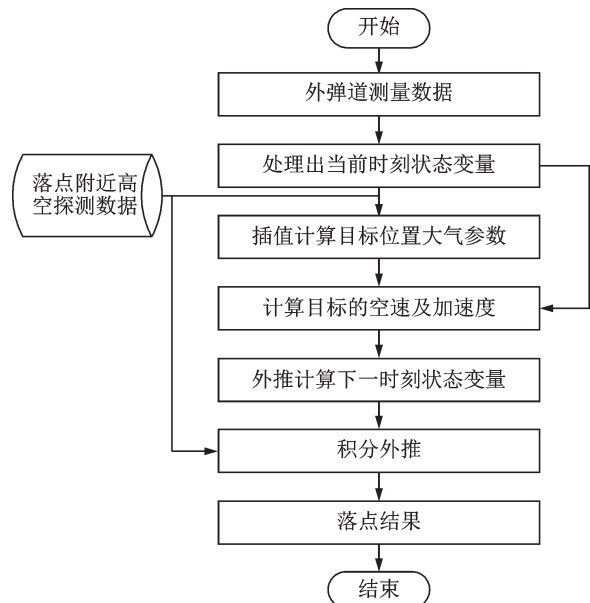 开始
外弹道测量数据
处理出当前时刻状态变量
落点附近高
空探测数据
插值计算目标位置大气参数
计算目标的空速及加速度
外推计算下一时刻状态变量
积分外推
落点结果
结束